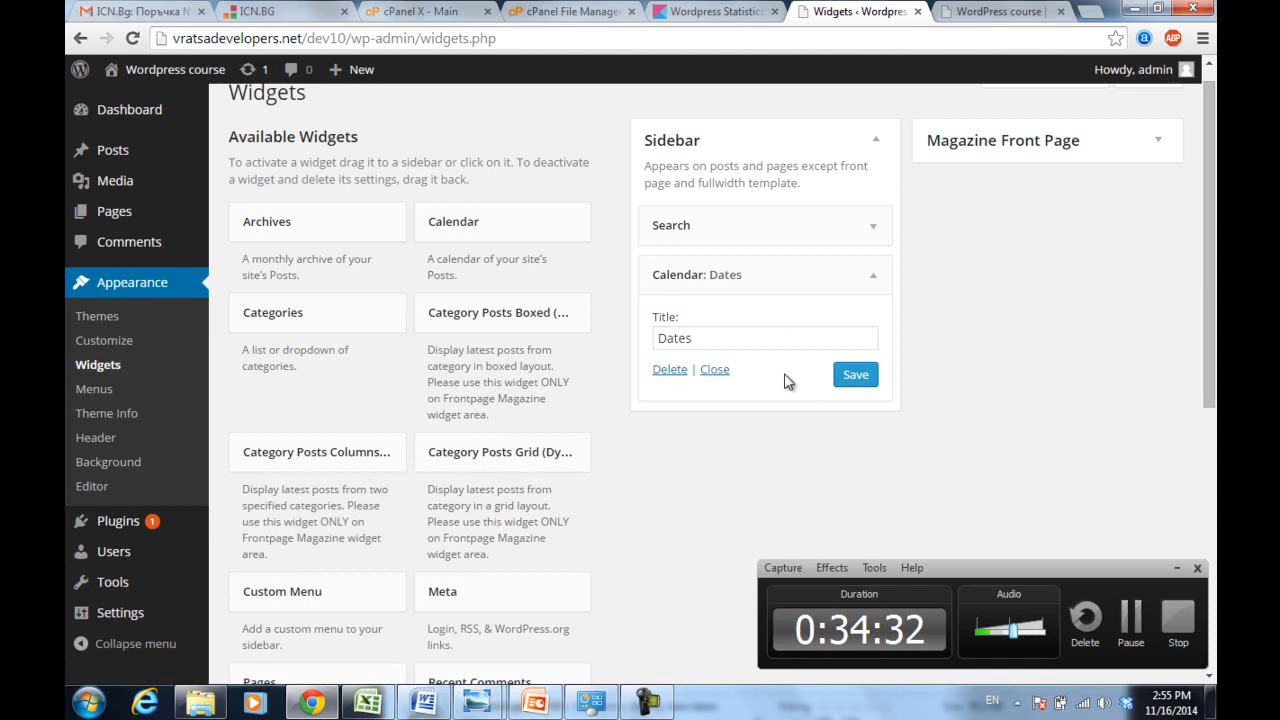 ICN.Bg: Поръчка N
ICN.BG
cPanel X - Main
cPanel File Manage
Wordpress Statistics
Widgets ‹ Wordpres
WordPress course |
vratsadevelopers.net/dev10/wp-admin/widgets.php
Wordpress course
1
0
New
Howdy, admin
Dashboard
Posts
Media
Pages
Comments
Appearance
Themes
Customize
Widgets
Menus
Theme Info
Header
Background
Editor
Plugins 1
Users
Tools
Settings
Collapse menu
Widgets
Available Widgets
To activate a widget drag it to a sidebar or click on it. To deactivate
a widget and delete its settings, drag it back.
Archives
A monthly archive of your
site's Posts.
Calendar
A calendar of your site's
Posts.
Categories
A list or dropdown of
categories.
Category Posts Boxed (...
Display latest posts from
category in boxed layout.
Please use this widget ONLY
on Frontpage Magazine
widget area.
Category Posts Columns...
Display latest posts from two
specified categories. Please
use this widget ONLY on
Frontpage Magazine widget
area.
Category Posts Grid (Dy...
Display latest posts from
category in a grid layout.
Please use this widget ONLY
on Frontpage Magazine
widget area.
Custom Menu
Add a custom menu to your
sidebar.
Meta
Login, RSS, & WordPress.org
links.
Pages
Recent Comments
Sidebar
Appears on posts and pages except front
page and fullwidth template.
Search
Calendar: Dates
Title:
Dates
Delete | Close
Save
Magazine Front Page
Capture Effects Tools Help
Duration
0:34:32
Audio
Delete
Pause
Stop
EN
2:55 PM
11/16/2014